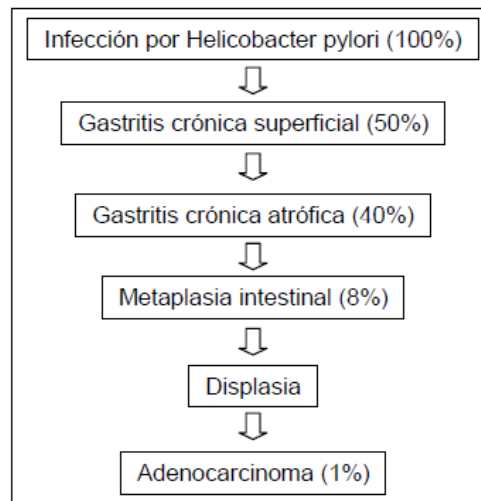 Infección por Helicobacter pylori (100%)
Gastritis crónica superficial (50%)
Gastritis crónica atrófica (40%)
Metaplasia intestinal (8%)
Displasia
Adenocarcinoma (1%)